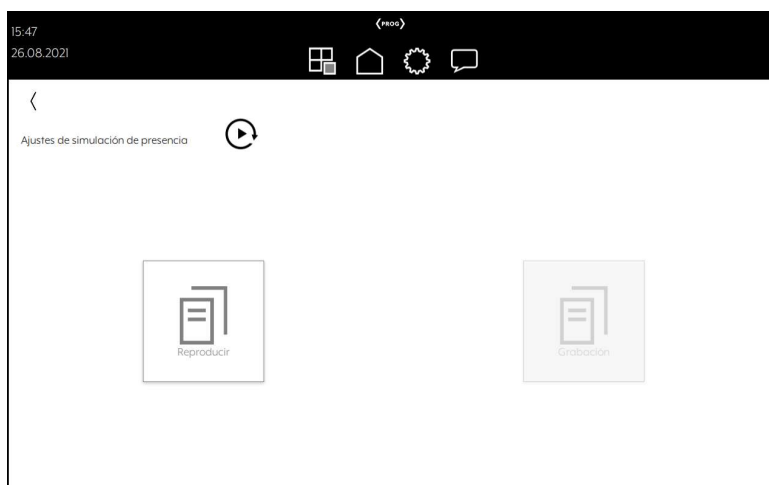 15:47
PROG
26.08.2021
Ajustes de simulación de presencia
Reproducir
Grabación